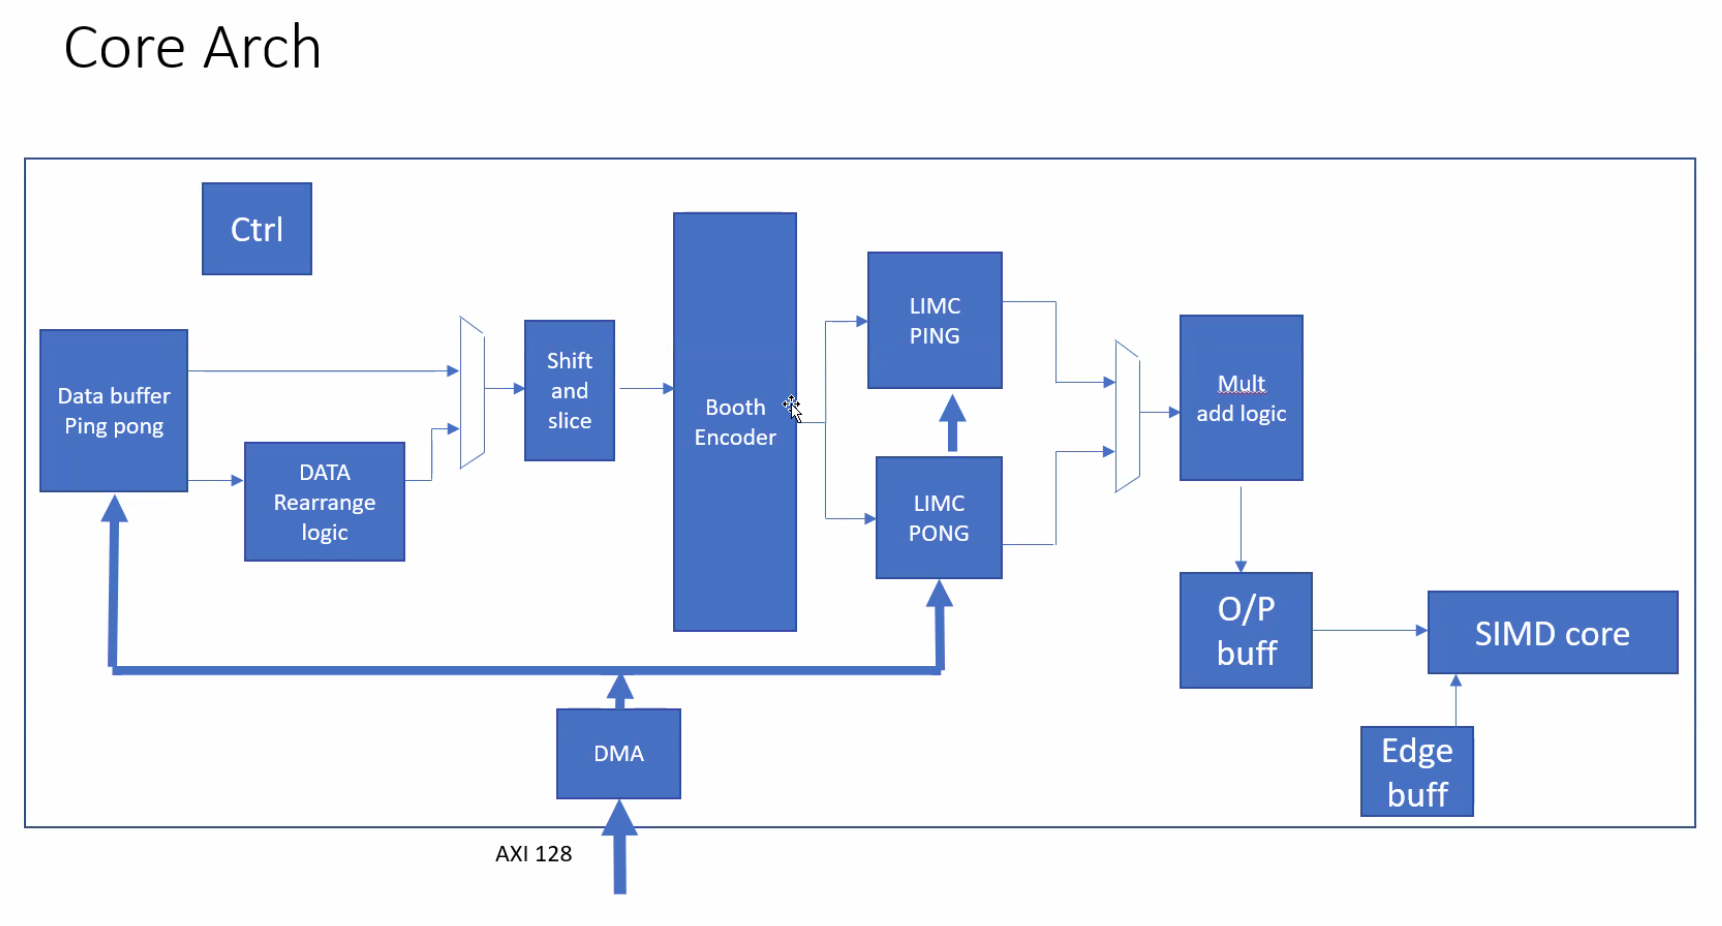 Core Arch
Ctrl
Data buffer
Ping pong
DATA
Rearrange
logic
Shift
and
slice
Booth
Encoder
LIMC
PING
LIMC
PONG
Mult
add logic
O/P
buff
SIMD core
Edge
buff
DMA
AXI 128